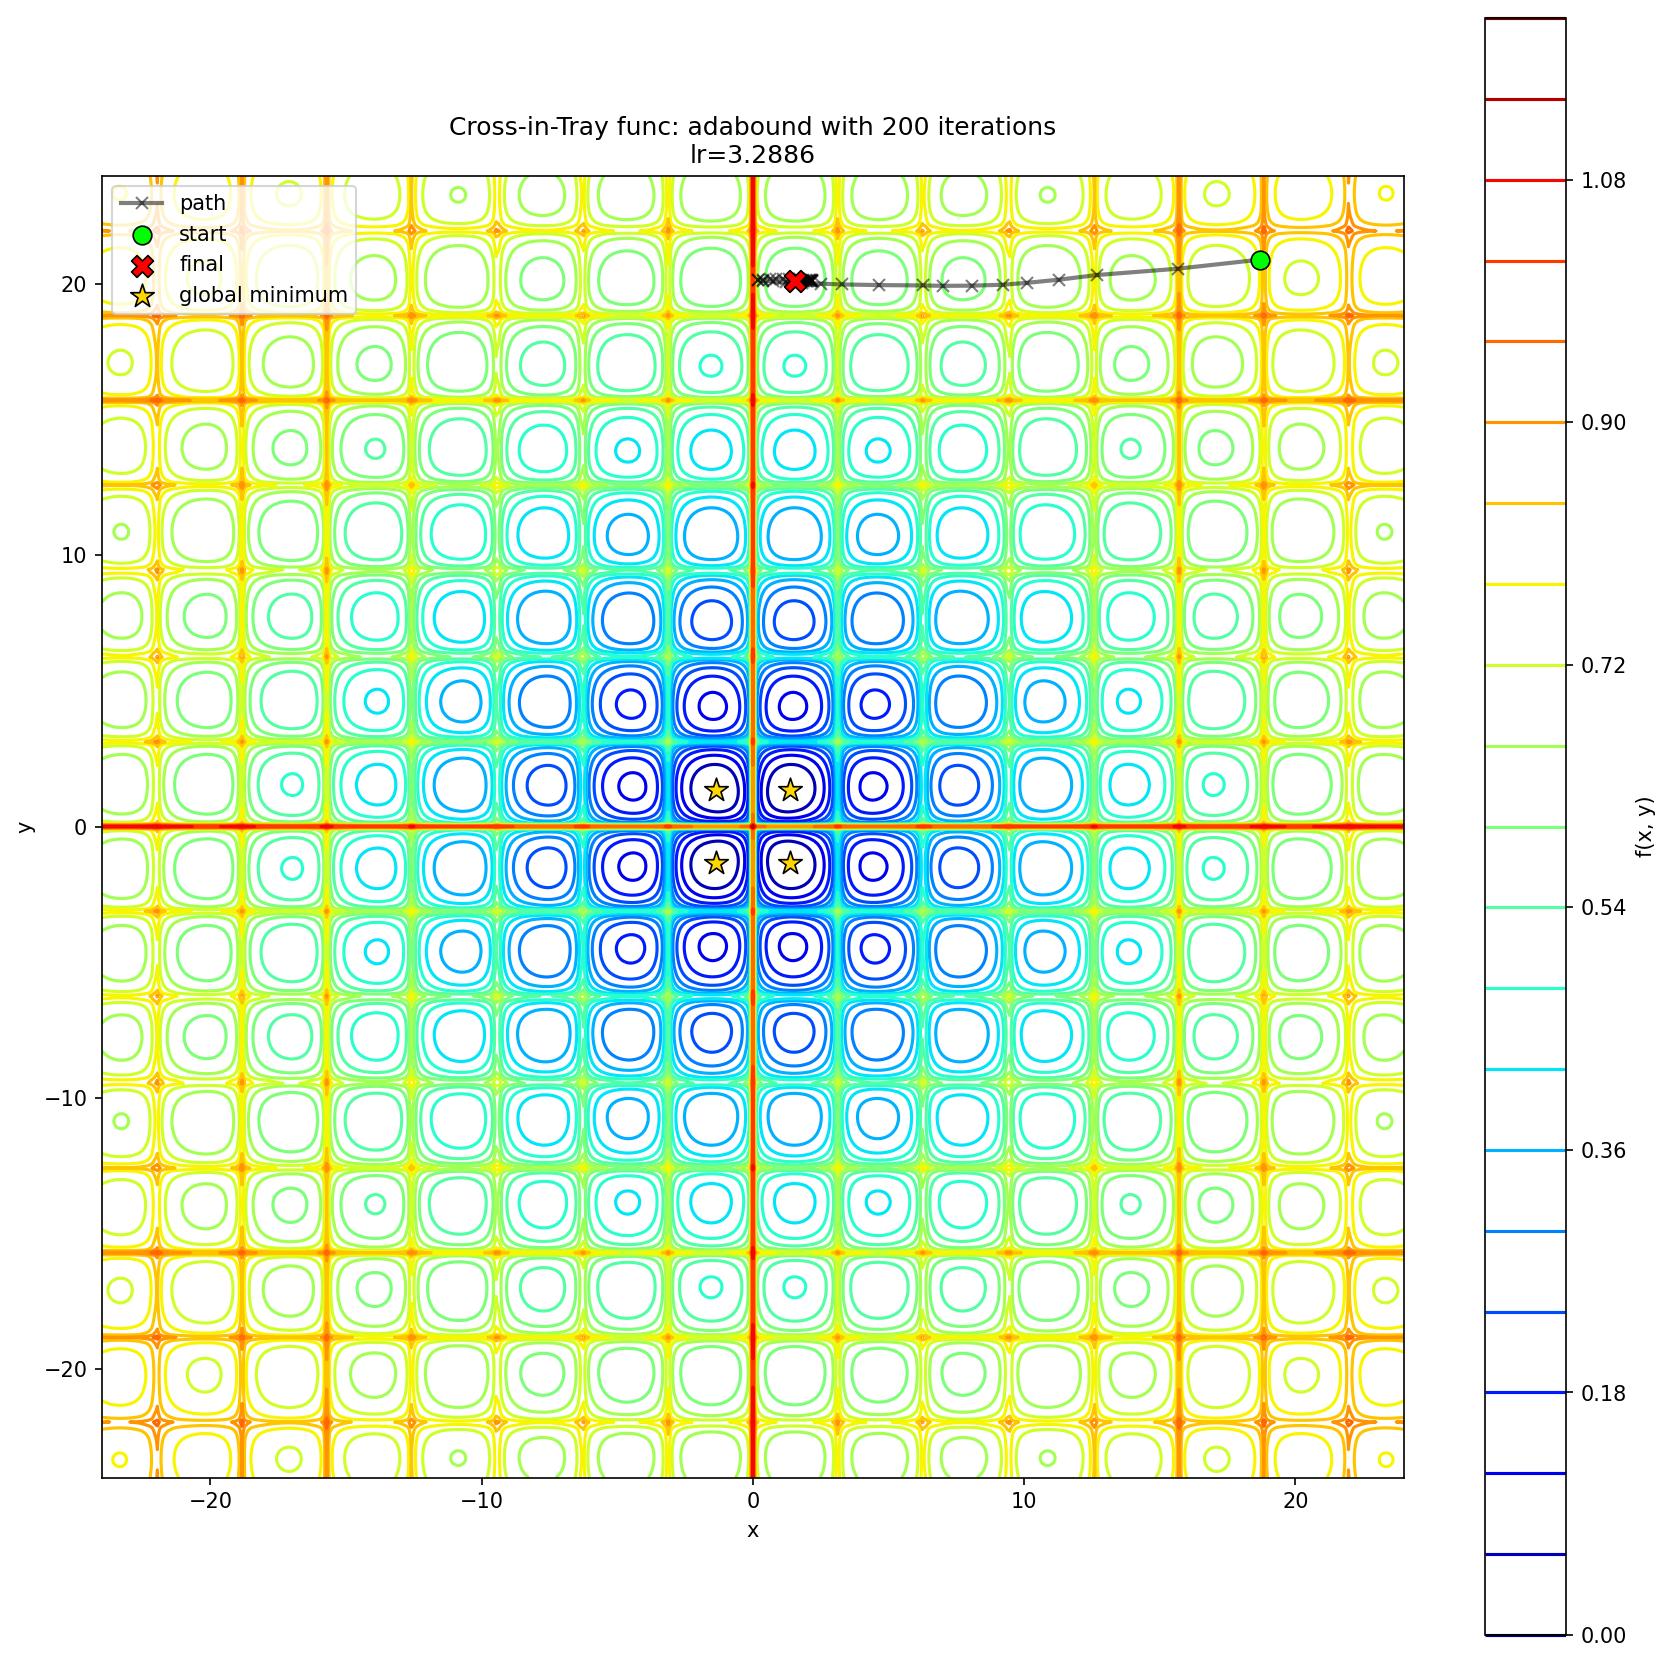 Cross-in-Tray func: adabound with 200 iterations
lr=3.2886
path
start
final
global minimum
20
10
0
−10
−20
y
−20
−10
0
10
20
x
1.08
0.90
0.72
0.54
0.36
0.18
0.00
f(x, y)